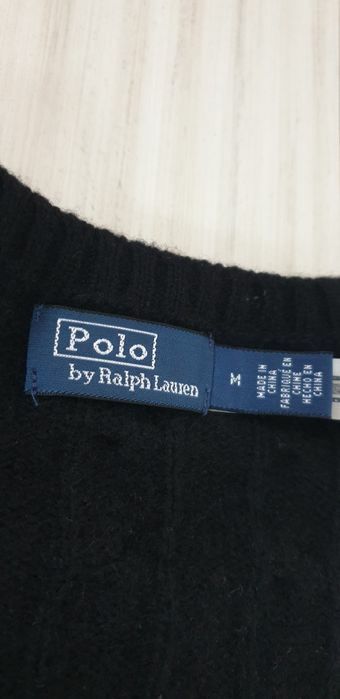 Polo
by Ralph Lauren
M
MADE IN
CHINA
FABRIQUÉ EN
CHINE
HECHO EN
CHINA